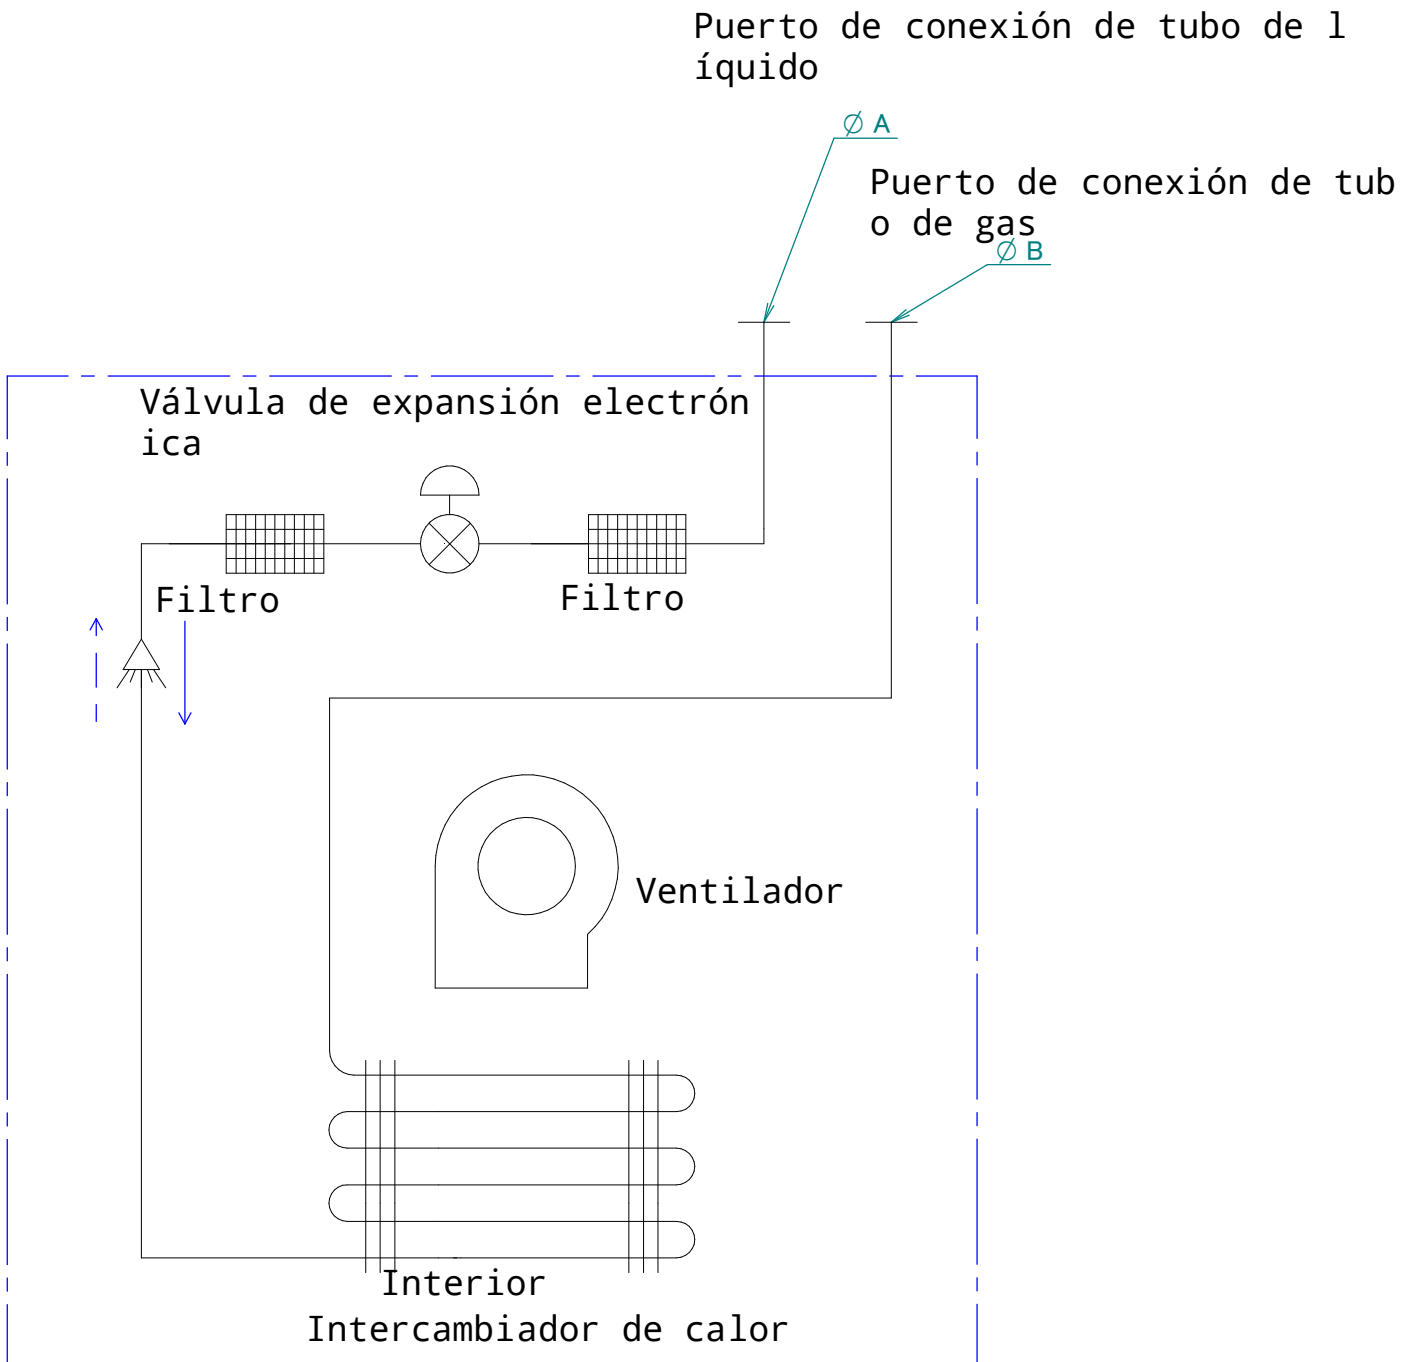 Puerto de conexión de tubo de l
íquido
∅ A
Puerto de conexión de tub
o de gas
∅ B
Válvula de expansión electrón
ica
Filtro
Filtro
Ventilador
Interior
Intercambiador de calor